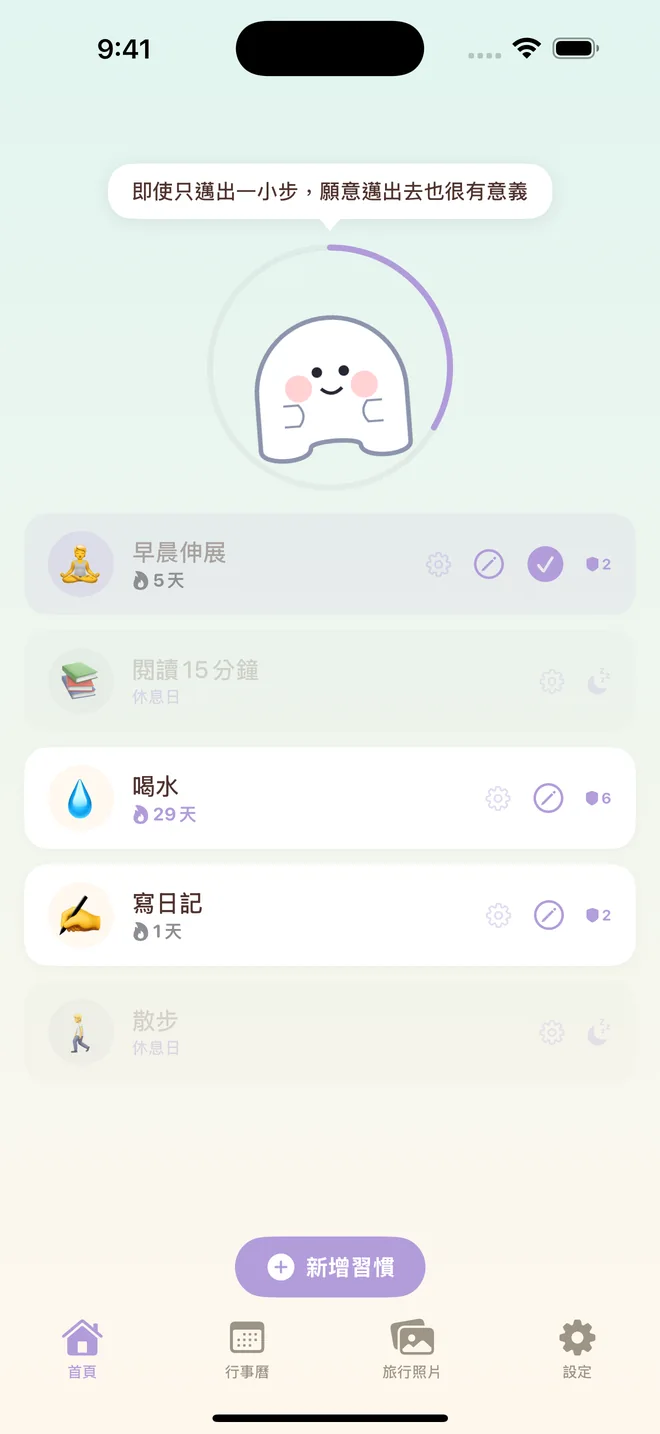 9:41
即使只邁出一小步，願意邁出去也很有意義
早晨伸展
5天
2
閱讀15分鐘
休息日
喝水
29天
6
寫日記
1天
2
散步
休息日
新增習慣
首頁
行事曆
旅行照片
設定